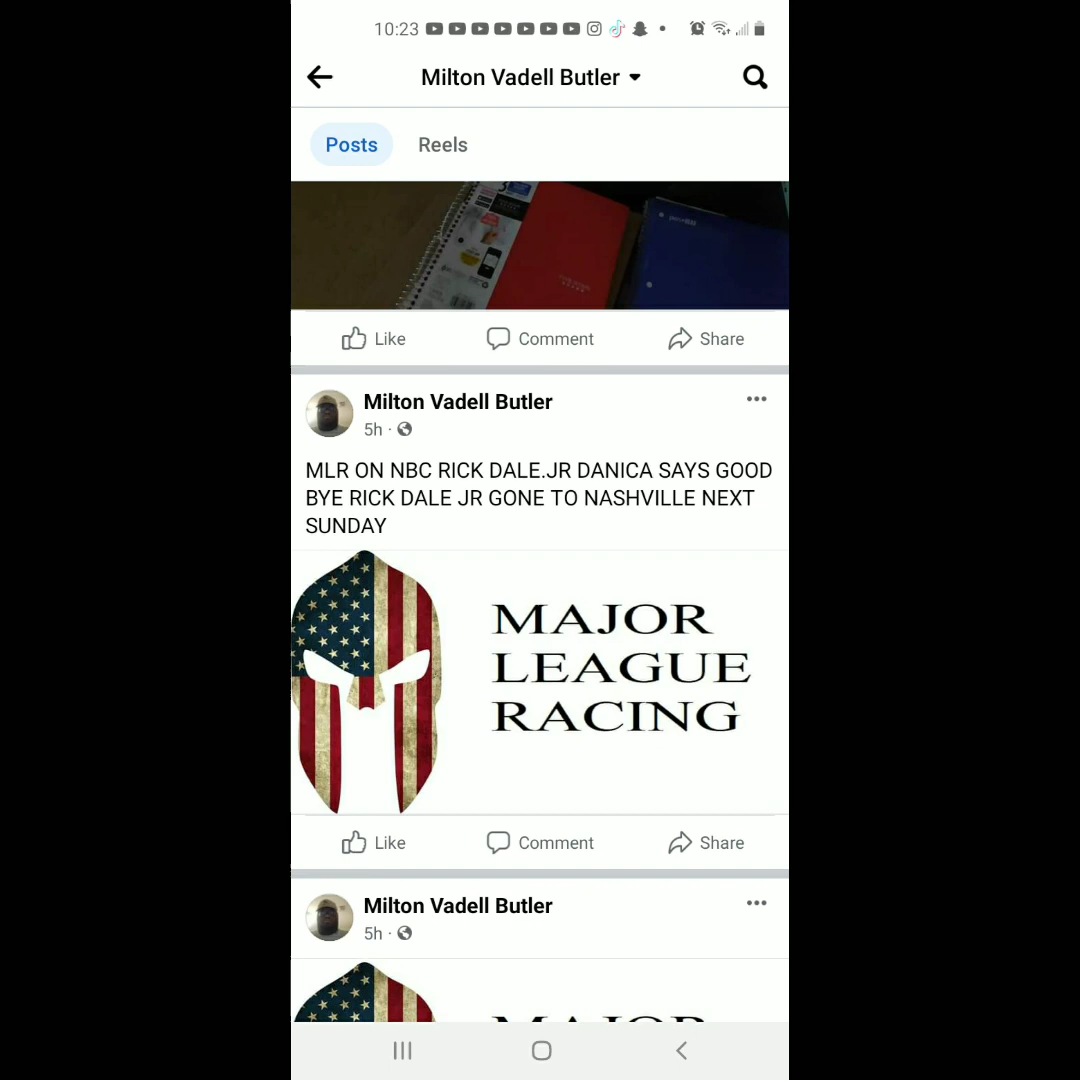 10:23
Milton Vadell Butler
Posts Reels
Like Comment Share
Milton Vadell Butler
5h ·
MLR ON NBC RICK DALE.JR DANICA SAYS GOOD
BYE RICK DALE JR GONE TO NASHVILLE NEXT
SUNDAY
MAJOR
LEAGUE
RACING
Like Comment Share
Milton Vadell Butler
5h ·
MAJOR